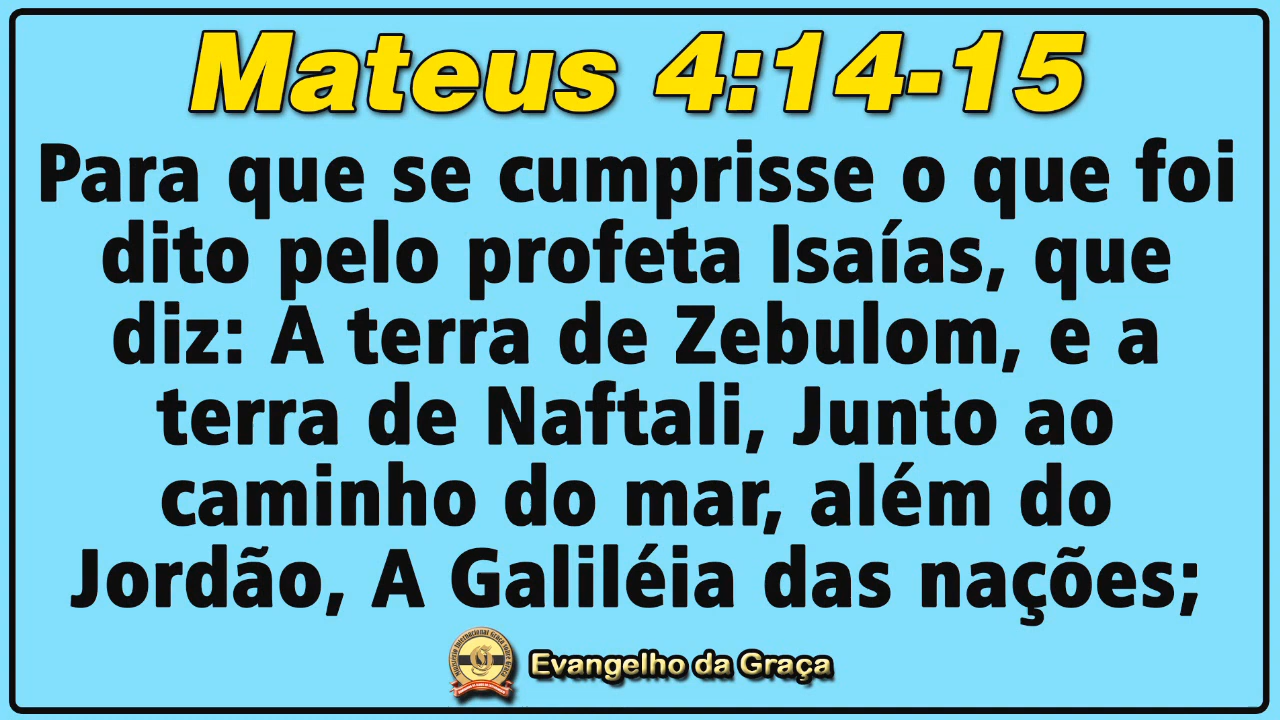 Mateus 4:14-15
Para que se cumprisse o que foi
dito pelo profeta Isaías, que
diz: A terra de Zebulom, e a
terra de Naftali, Junto ao
caminho do mar, além do
Jordão, A Galiléia das nações;
Evangelho da Graça